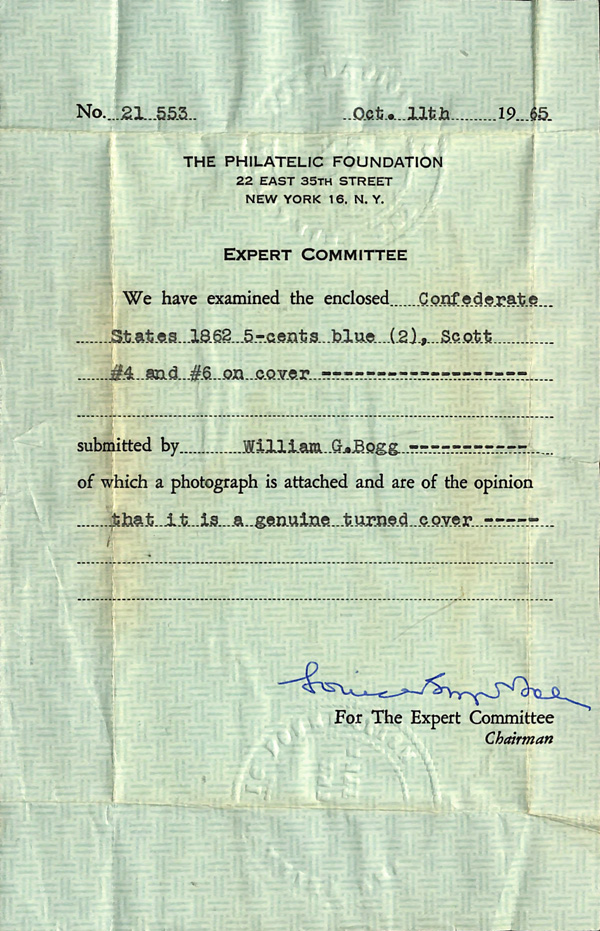 No. 21 553 Oct. 11th 19 65
THE PHILATELIC FOUNDATION
22 EAST 35TH STREET
NEW YORK 16, N. Y.
EXPERT COMMITTEE
We have examined the enclosed Confederate
States 1862 5-cents blue (2), Scott
#4 and #6 on cover ------------------
submitted by William G.Bogg -----------
of which a photograph is attached and are of the opinion
that it is a genuine turned cover -----
For The Expert Committee
Chairman